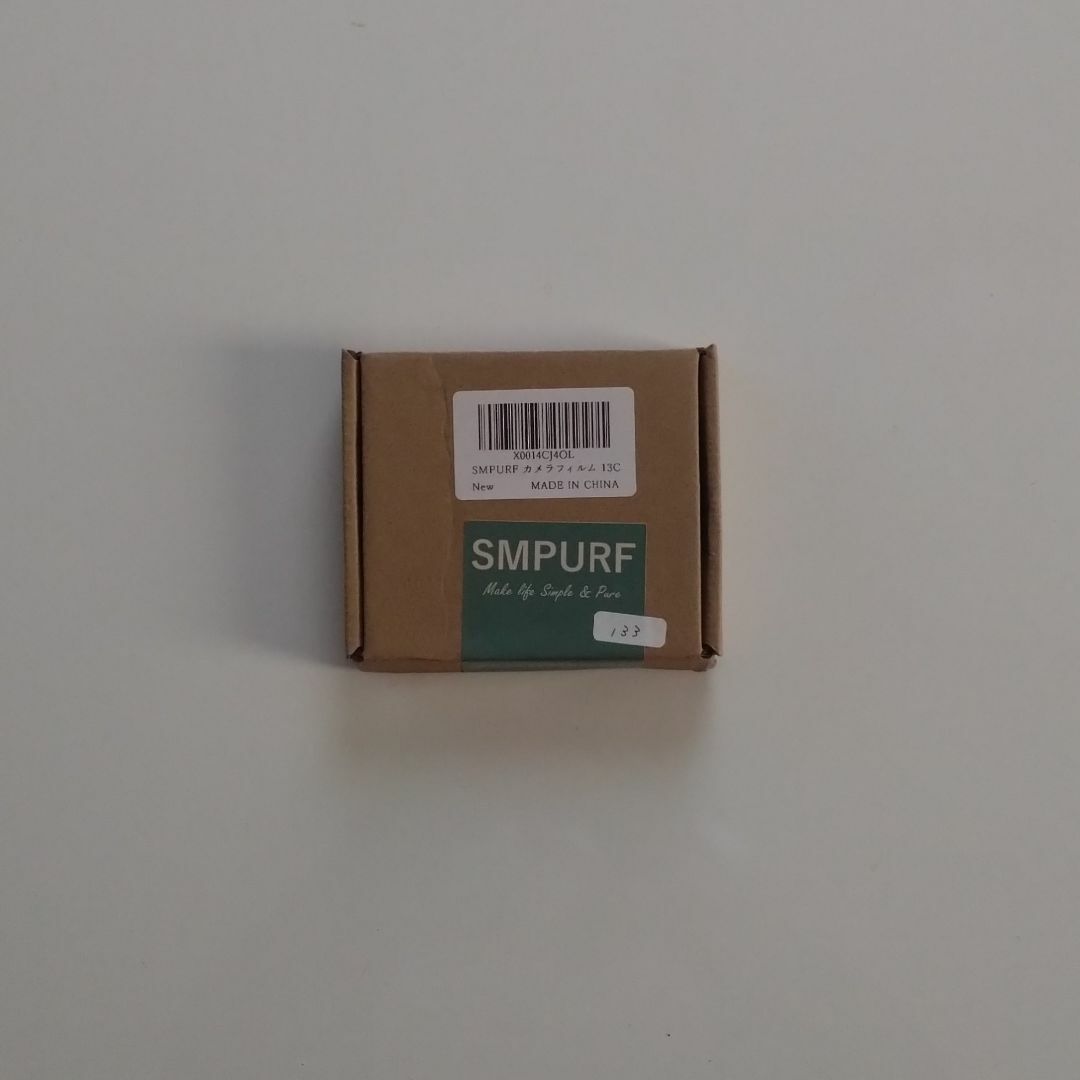 X0014CJ4OL
SMPURF カメラフィルム 13C
New MADE IN CHINA
SMPURF
Make life Simple & Pure
133